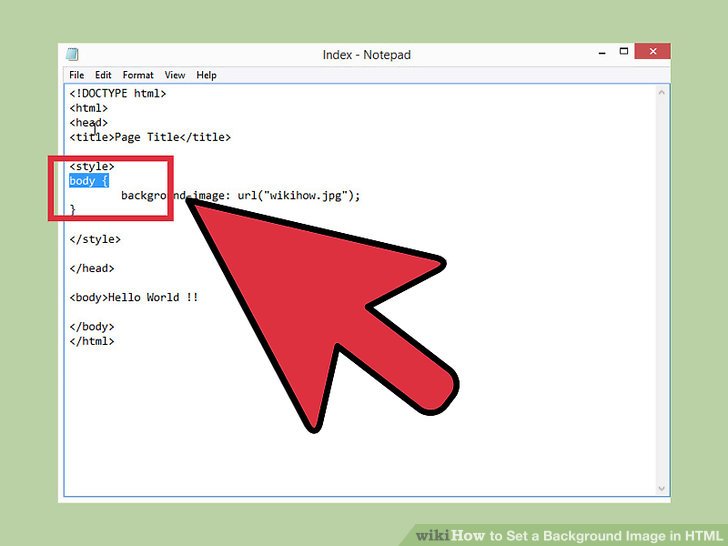 Index - Notepad
File Edit Format View Help
<!DOCTYPE html>
<html>
<head>
<title>Page Title</title>
<style>
body {
background-image: url("wikihow.jpg");
}
</style>
</head>
<body>Hello World !!
</body>
</html>
wikiHow to Set a Background Image in HTML